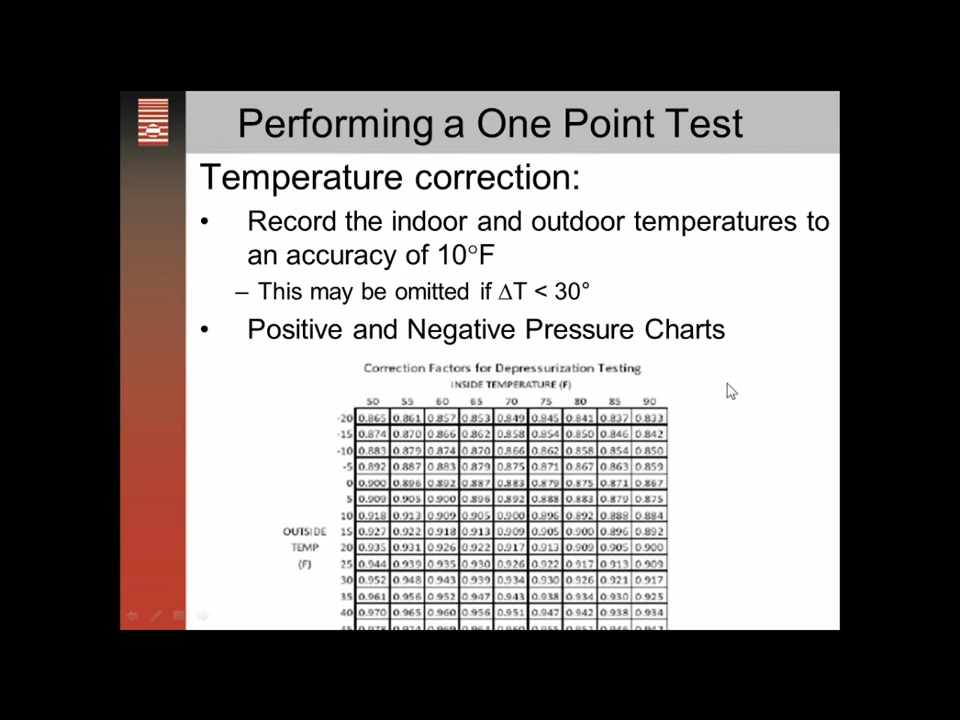 Performing a One Point Test
Temperature correction:
• Record the indoor and outdoor temperatures to
an accuracy of 10°F
– This may be omitted if ∆T < 30°
• Positive and Negative Pressure Charts
Correction Factors for Depressurization Testing
INSIDE TEMPERATURE (F)
50 55 60 65 70 75 80 85 90
-20 0.865 0.861 0.857 0.853 0.849 0.845 0.841 0.837 0.833
-15 0.874 0.870 0.866 0.862 0.858 0.854 0.850 0.846 0.842
-10 0.883 0.879 0.874 0.870 0.866 0.862 0.858 0.854 0.850
-5 0.892 0.887 0.883 0.879 0.875 0.871 0.867 0.863 0.859
0 0.900 0.896 0.892 0.887 0.883 0.879 0.875 0.871 0.867
5 0.909 0.905 0.900 0.896 0.892 0.888 0.883 0.879 0.875
10 0.918 0.913 0.909 0.905 0.900 0.896 0.892 0.888 0.884
OUTSIDE 15 0.927 0.922 0.918 0.913 0.909 0.905 0.900 0.896 0.892
TEMP 20 0.935 0.931 0.926 0.922 0.917 0.913 0.909 0.905 0.900
(F) 25 0.944 0.939 0.935 0.930 0.926 0.922 0.917 0.913 0.909
30 0.952 0.948 0.943 0.939 0.934 0.930 0.926 0.921 0.917
35 0.961 0.956 0.952 0.947 0.943 0.938 0.934 0.930 0.925
40 0.970 0.965 0.960 0.956 0.951 0.947 0.942 0.938 0.934